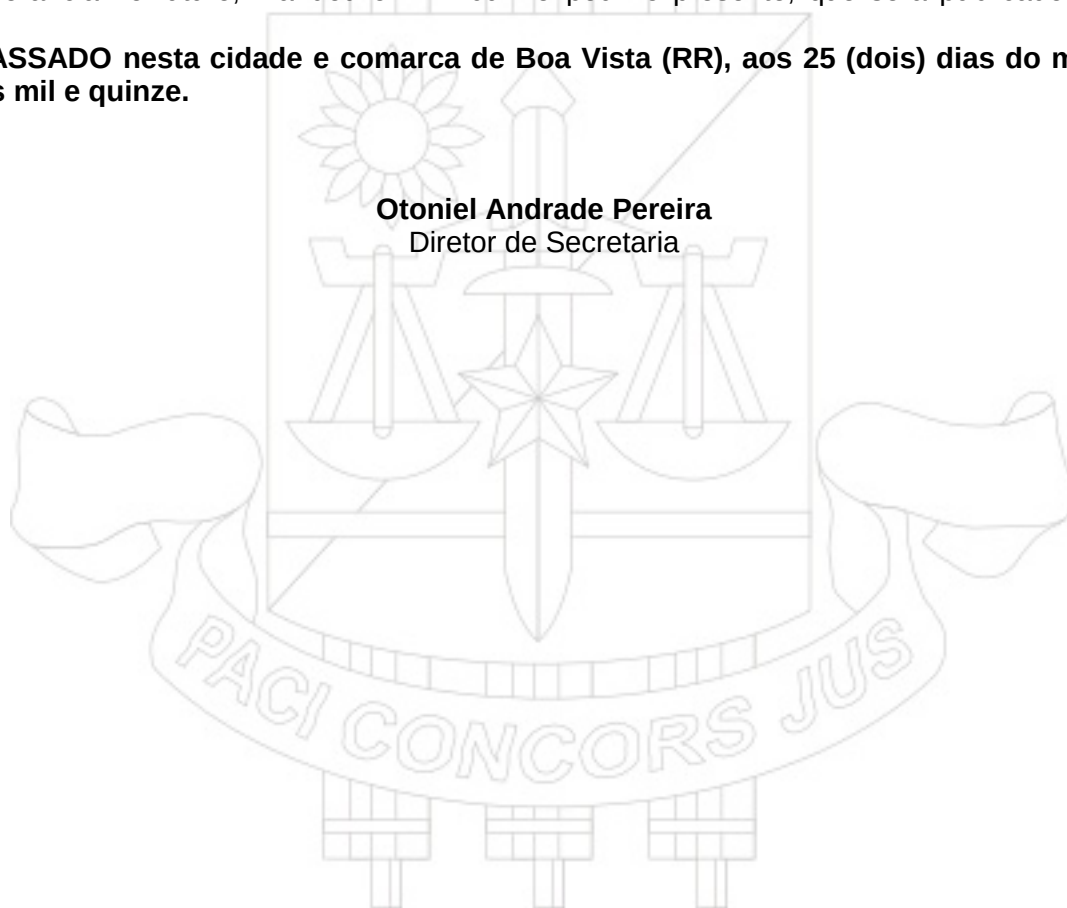 ASSADO nesta cidade e comarca de Boa Vista (RR), aos 25 (dois) dias do
s mil e quinze.
Otoniel Andrade Pereira
Diretor de Secretaria
PACI CONCORS JUS